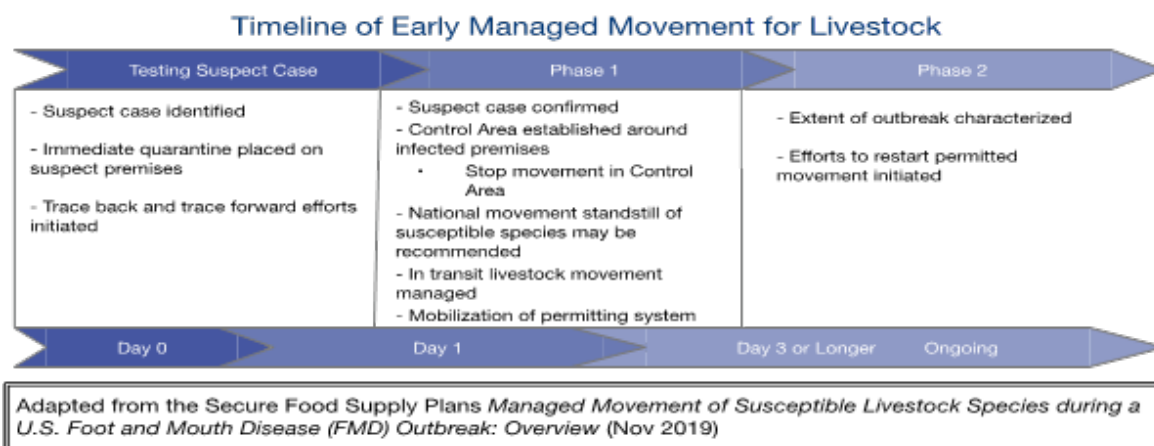 Timeline of Early Managed Movement for Livestock
Testing Suspect Case
Phase 1
Phase 2
- Suspect case identified
- Immediate quarantine placed on
suspect premises
- Trace back and trace forward efforts
initiated
- Suspect case confirmed
- Control Area established around
infected premises
• Stop movement in Control
Area
- National movement standstill of
susceptible species may be
recommended
- In transit livestock movement
managed
- Mobilization of permitting system
- Extent of outbreak characterized
- Efforts to restart permitted
movement initiated
Day 0
Day 1
Day 3 or Longer
Ongoing
Adapted from the Secure Food Supply Plans Managed Movement of Susceptible Livestock Species during a
U.S. Foot and Mouth Disease (FMD) Outbreak: Overview (Nov 2019)